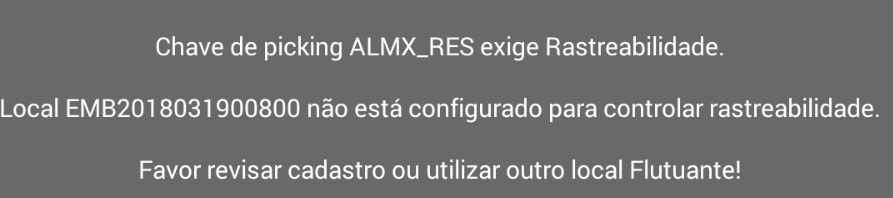 Chave de picking ALMX_RES exige Rastreabilidade.
Local EMB2018031900800 não está configurado para controlar rastreabilidade.
Favor revisar cadastro ou utilizar outro local Flutuante!